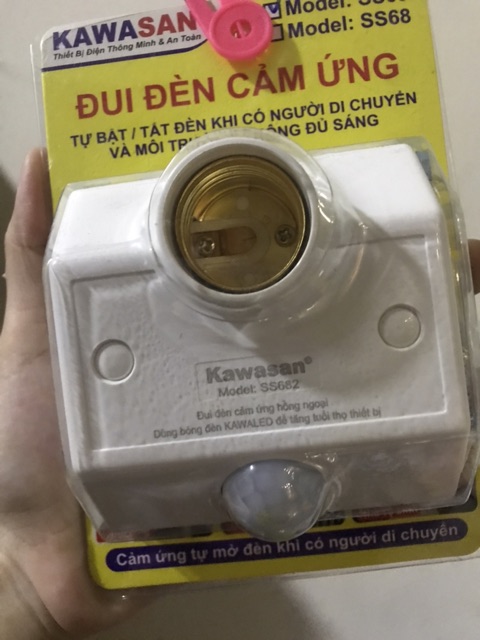 KAWASAN
Thiết Bị Điện Thông Minh & An Toàn
Model:
Model: SS68
ĐUI ĐÈN CẢM ỨNG
TỰ BẬT / TẮT ĐÈN KHI CÓ NGƯỜI DI CHUYỂN
VÀ MÔI ĐỦ SÁNG
Kawasan®
Model: SS682
Đui đèn cảm ứng hồng ngoại
Dùng bóng đèn KAWALED để tăng tuổi thọ thiết bị
Cảm ứng tự mở đèn khi có người di chuyển